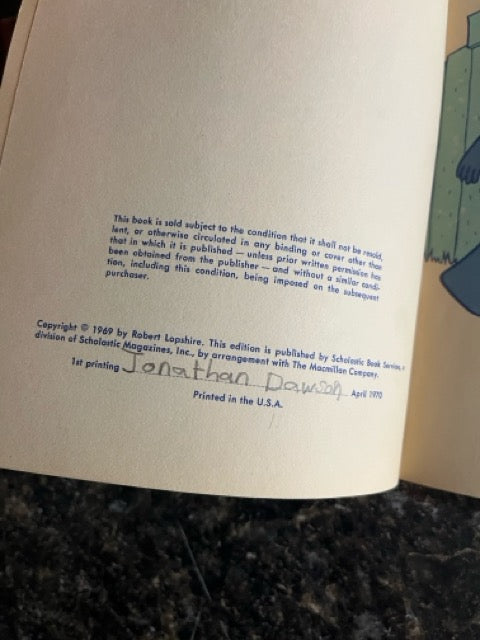 This book is sold subject to the condition that it shall not be resold,
lent, or otherwise circulated in any binding or cover other than
that in which it is published — unless prior written permission has
been obtained from the publisher — and without a similar condi-
tion, including this condition, being imposed on the subsequent
purchaser.
Copyright © 1969 by Robert Lopshire. This edition is published by Scholastic Book Services, a
division of Scholastic Magazines, Inc., by arrangement with The Macmillan Company.
1st printing Jonathan Dawson April 1970
Printed in the U.S.A.